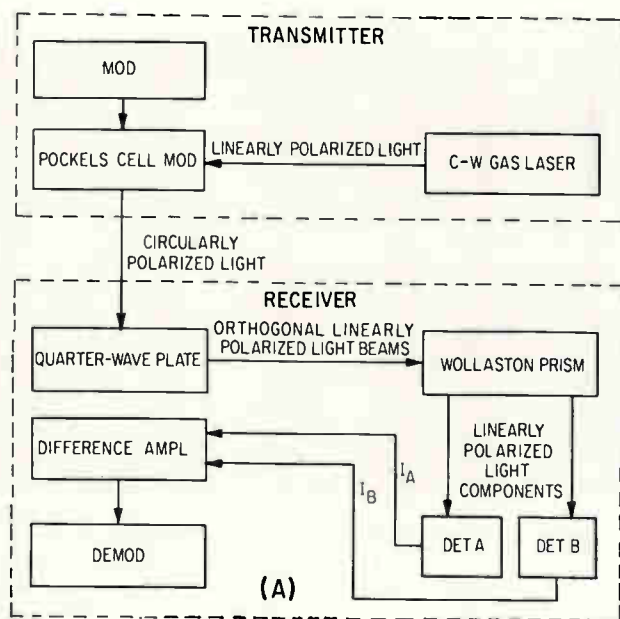 TRANSMITTER
MOD
POCKELS CELL MOD
LINEARLY POLARIZED LIGHT
C-W GAS LASER
CIRCULARLY
POLARIZED LIGHT
RECEIVER
QUARTER-WAVE PLATE
ORTHOGONAL LINEARLY
POLARIZED LIGHT BEAMS
WOLLASTON PRISM
DIFFERENCE AMPL
I_A
I_B
LINEARLY
POLARIZED
LIGHT
COMPONENTS
DEMOD
DET A
DET B
(A)